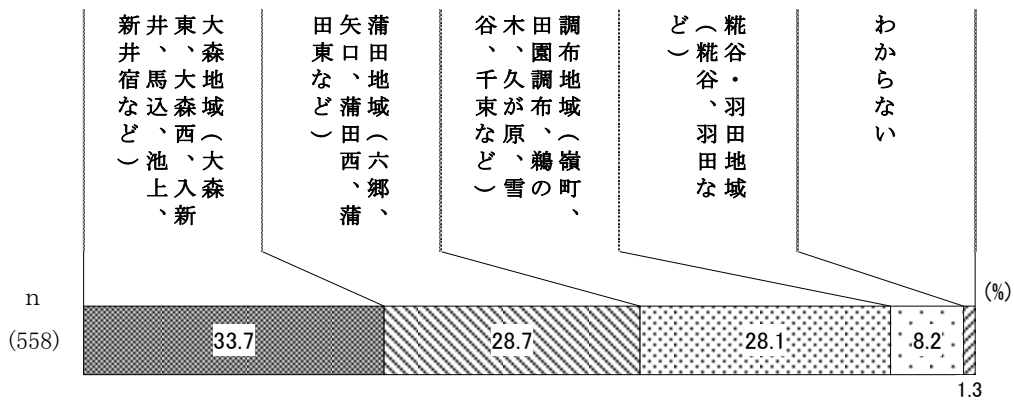 大森地域（大森
東、大森西、入新
井、馬込、池上、
新井宿など）
蒲田地域（六郷、
矢口、蒲田西、蒲
田東など）
調布地域（嶺町、
田園調布、鵜の
木、久が原、雪
谷、千束など）
糀谷・羽田地域
（糀谷、羽田な
ど）
わからない
(%)
n
(558)
33.7
28.7
28.1
8.2
1.3